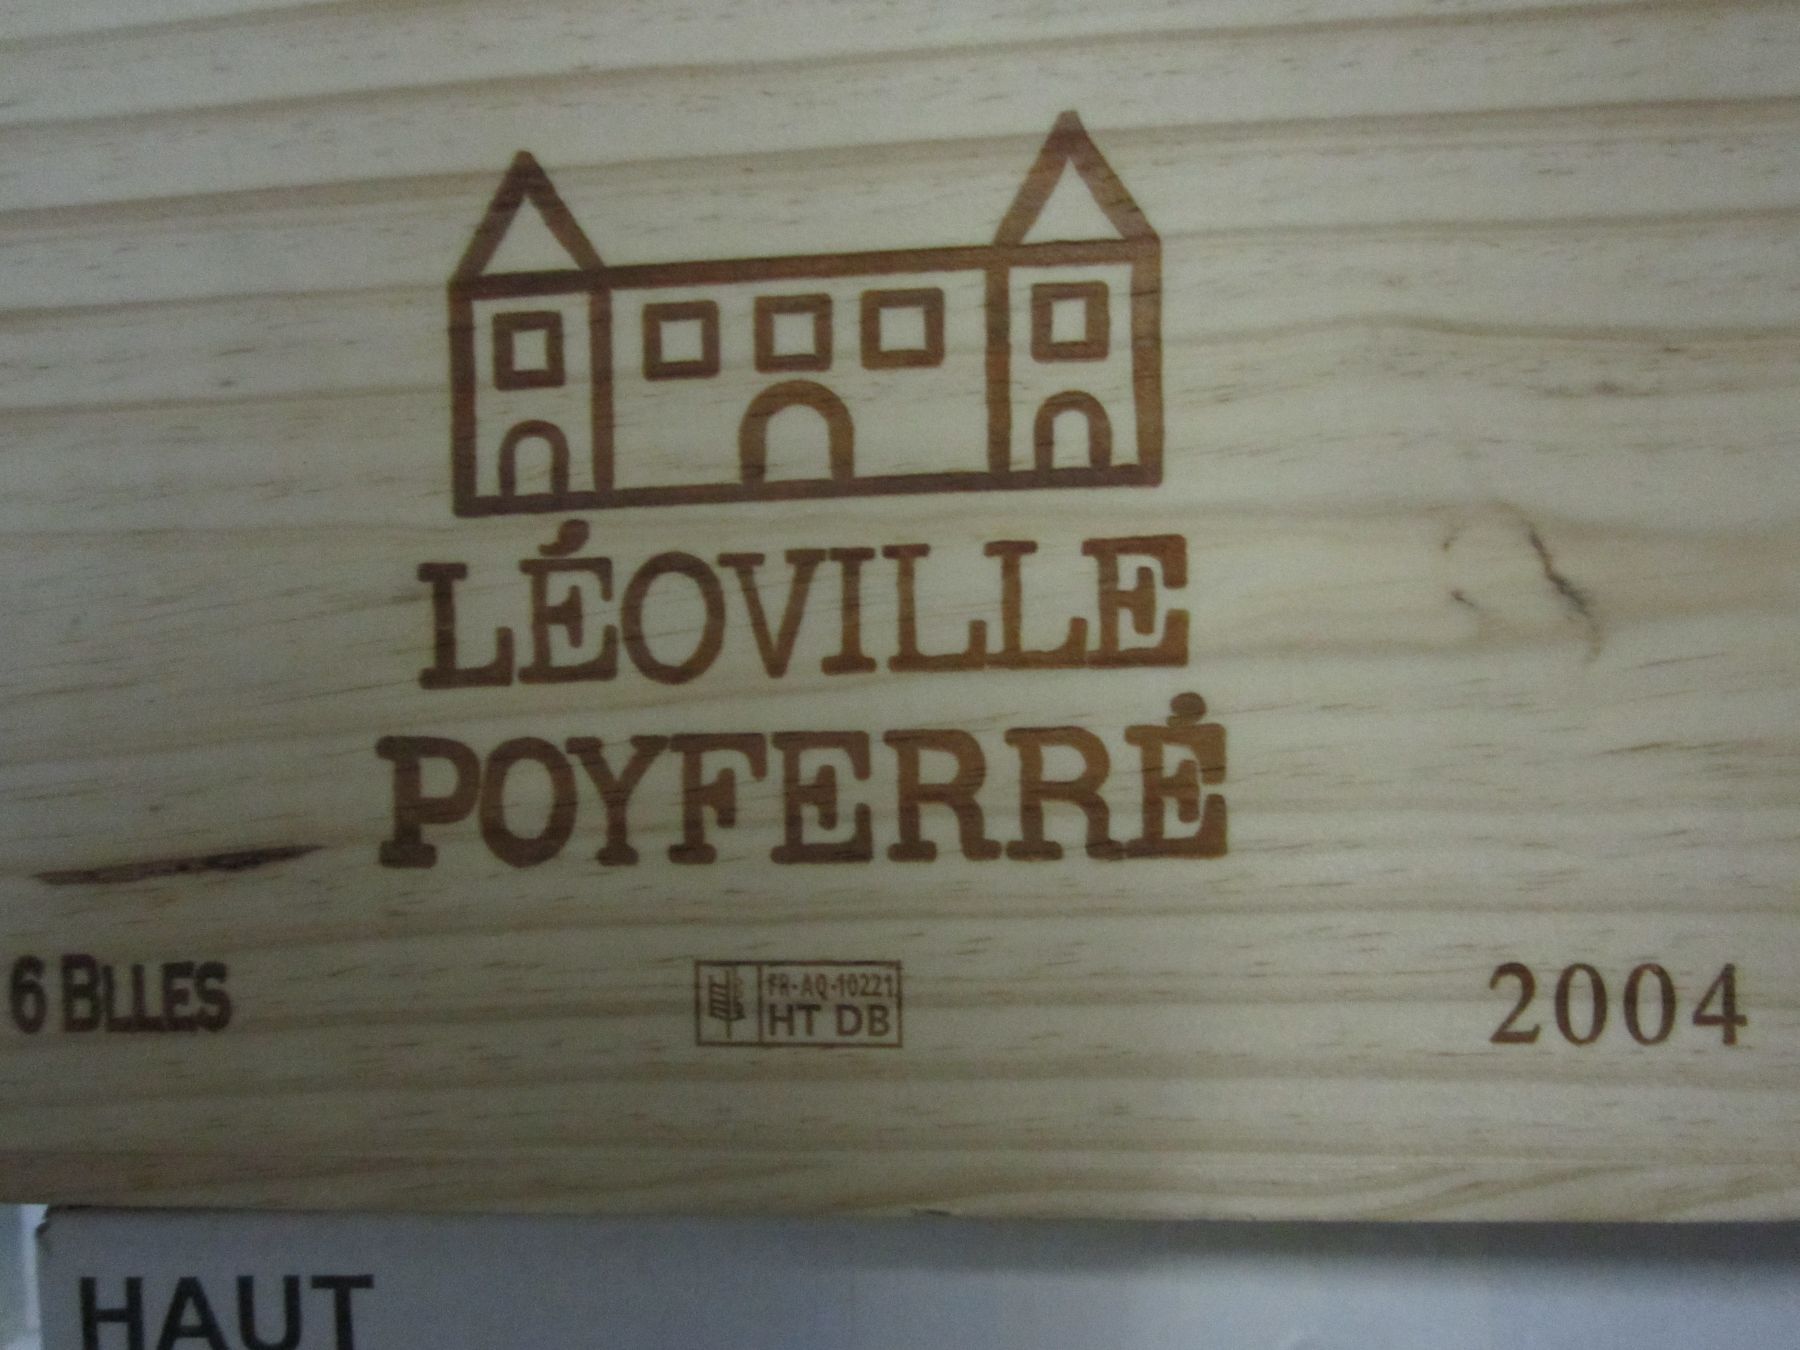 LÉOVILLE
POYFERRÉ
6 BLLES
FR-AQ-10221
HT DB
2004
HAUT